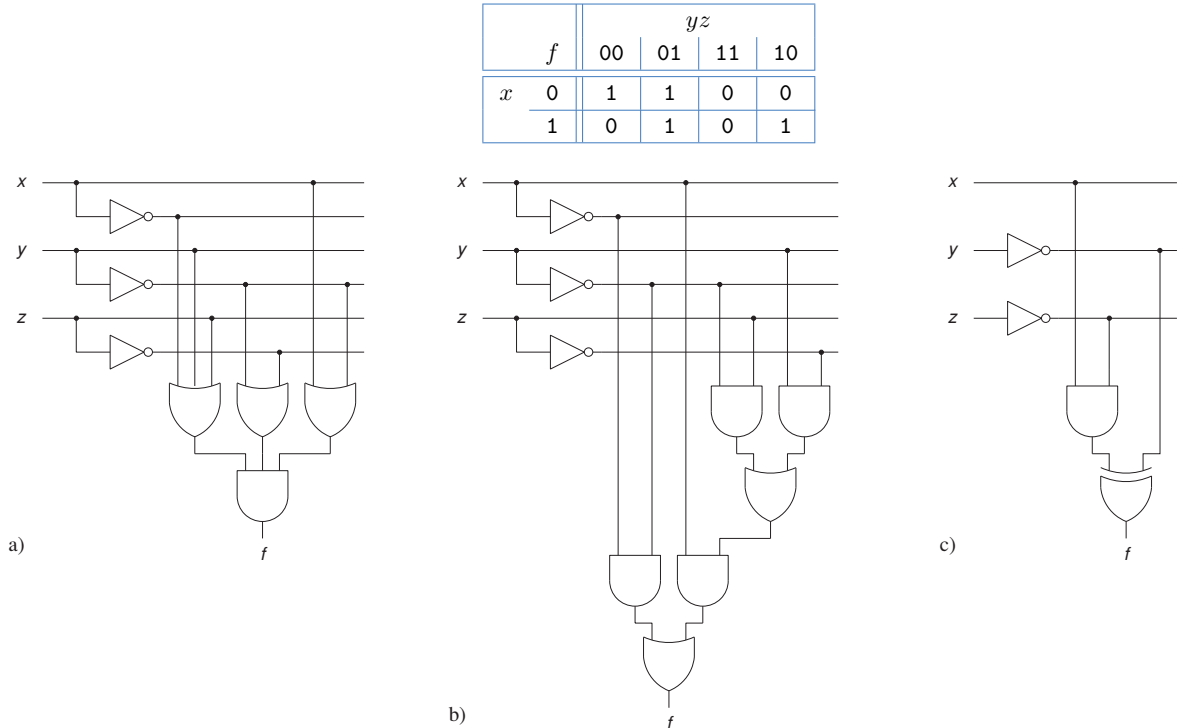 yz
f 00 01 11 10
x 0 1 1 0 0
1 0 1 0 1
x x x
y y y
z z z
a) f
b) f
c) f